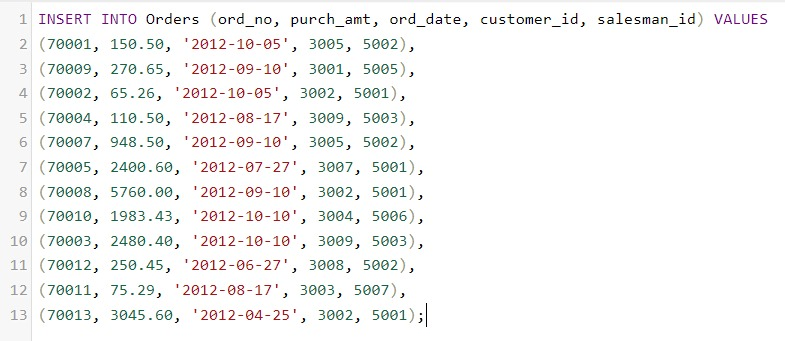 1 INSERT INTO Orders (ord_no, purch_amt, ord_date, customer_id, salesman_id) VALUES
2 (70001, 150.50, '2012-10-05', 3005, 5002),
3 (70009, 270.65, '2012-09-10', 3001, 5005),
4 (70002, 65.26, '2012-10-05', 3002, 5001),
5 (70004, 110.50, '2012-08-17', 3009, 5003),
6 (70007, 948.50, '2012-09-10', 3005, 5002),
7 (70005, 2400.60, '2012-07-27', 3007, 5001),
8 (70008, 5760.00, '2012-09-10', 3002, 5001),
9 (70010, 1983.43, '2012-10-10', 3004, 5006),
10 (70003, 2480.40, '2012-10-10', 3009, 5003),
11 (70012, 250.45, '2012-06-27', 3008, 5002),
12 (70011, 75.29, '2012-08-17', 3003, 5007),
13 (70013, 3045.60, '2012-04-25', 3002, 5001);